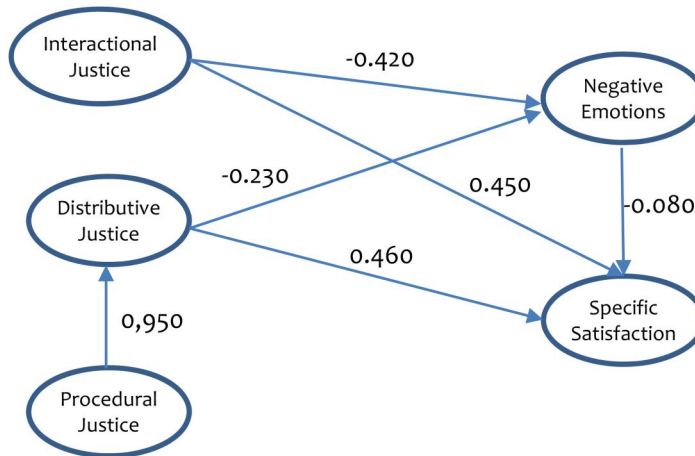 Interactional
Justice
-0.420
Negative
Emotions
-0.230
0.450
-0.080
Distributive
Justice
0.460
0,950
Specific
Satisfaction
Procedural
Justice